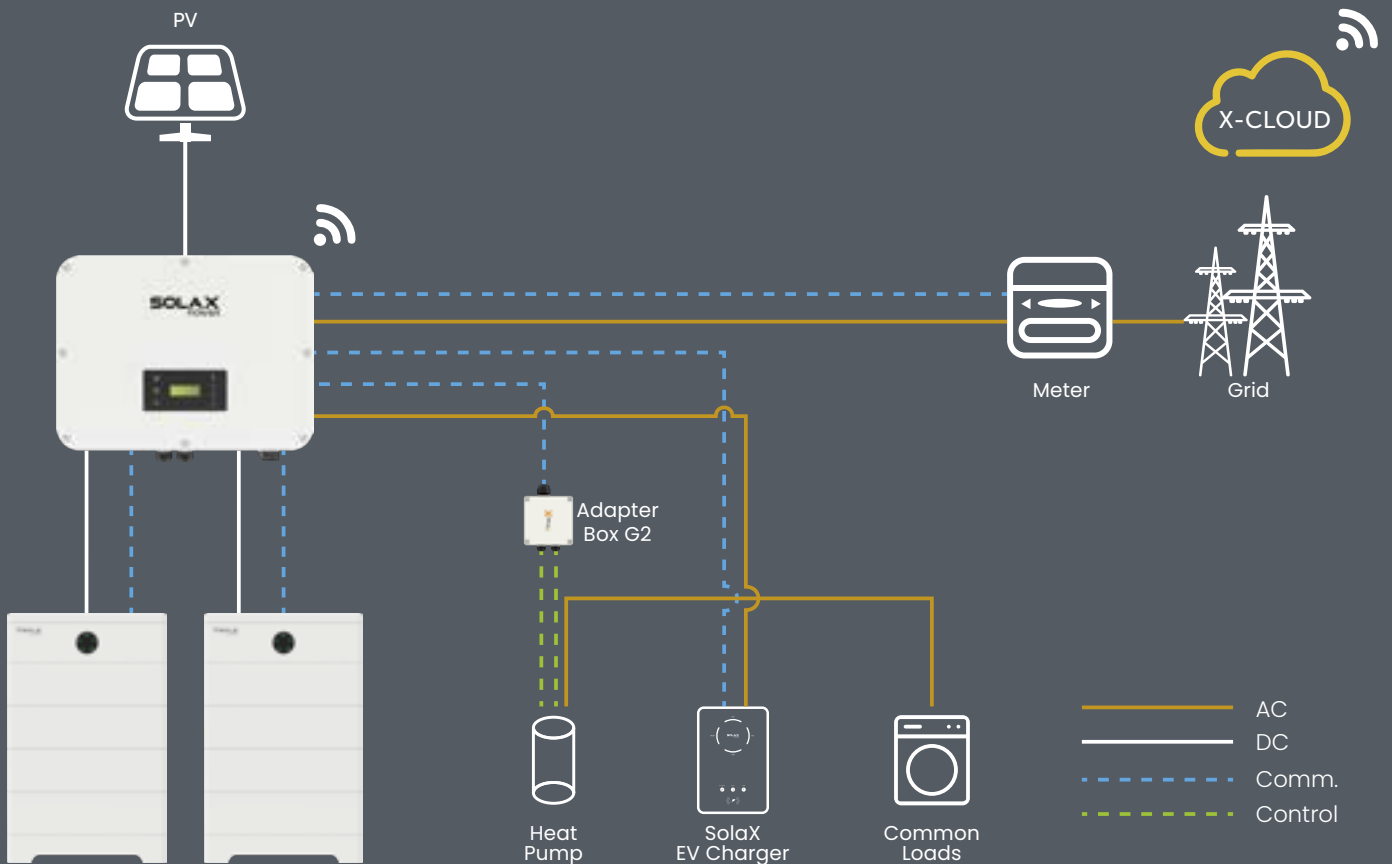 PV
X-CLOUD
SOLAX
POWER
Meter
Grid
Adapter
Box G2
AC
DC
Comm.
Control
Heat
Pump
SolaX
EV Charger
Common
Loads